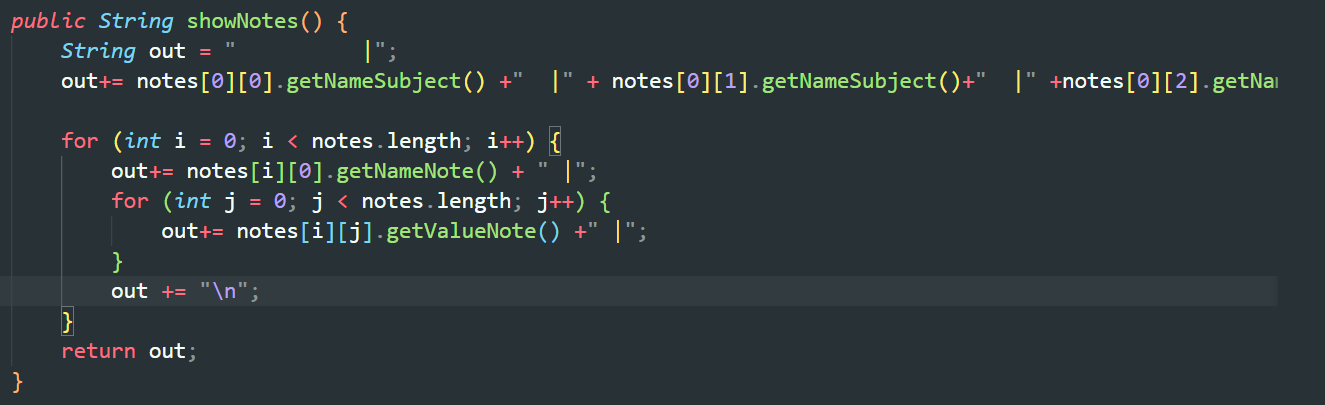 public String showNotes() {
    String out = "          |";
    out+= notes[0][0].getNameSubject() +"  |" + notes[0][1].getNameSubject()+"  |" +notes[0][2].getNa
    for (int i = 0; i < notes.length; i++) {
        out+= notes[i][0].getNameNote() + " |";
        for (int j = 0; j < notes.length; j++) {
            out+= notes[i][j].getValueNote() +" |";
        }
        out += "\n";
    }
    return out;
}